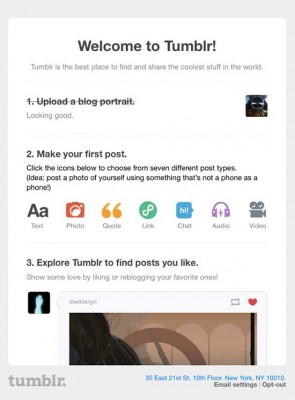 Welcome to Tumblr!
Tumblr is the best place to find and share the coolest stuff in the world.
1. Upload a blog portrait.
Looking good.
2. Make your first post.
Click the icons below to choose from seven different post types.
(Idea: post a photo of yourself using something that's not a phone as a
phone!)
Aa
hi!
Text Photo Quote Link Chat Audio Video
3. Explore Tumblr to find posts you like.
Show some love by liking or reblogging your favorite ones!
dwdesign
tumblr.
35 East 21st St, 10th Floor, New York, NY 10010.
Email settings | Opt-out